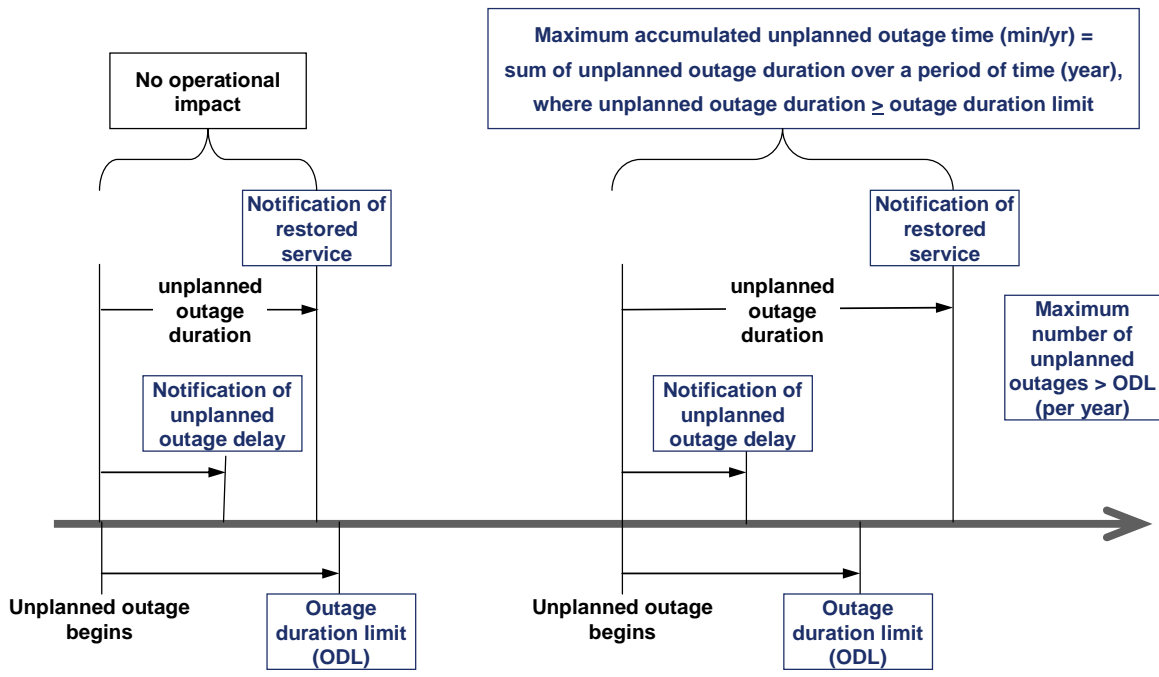 No operational
impact
Maximum accumulated unplanned outage time (min/yr) =
sum of unplanned outage duration over a period of time (year),
where unplanned outage duration ≥ outage duration limit
Notification of
restored
service
Notification of
restored
service
unplanned
outage
duration
unplanned
outage
duration
Maximum
number of
unplanned
outages > ODL
(per year)
Notification of
unplanned
outage delay
Notification of
unplanned
outage delay
Unplanned outage
begins
Outage
duration limit
(ODL)
Unplanned outage
begins
Outage
duration limit
(ODL)